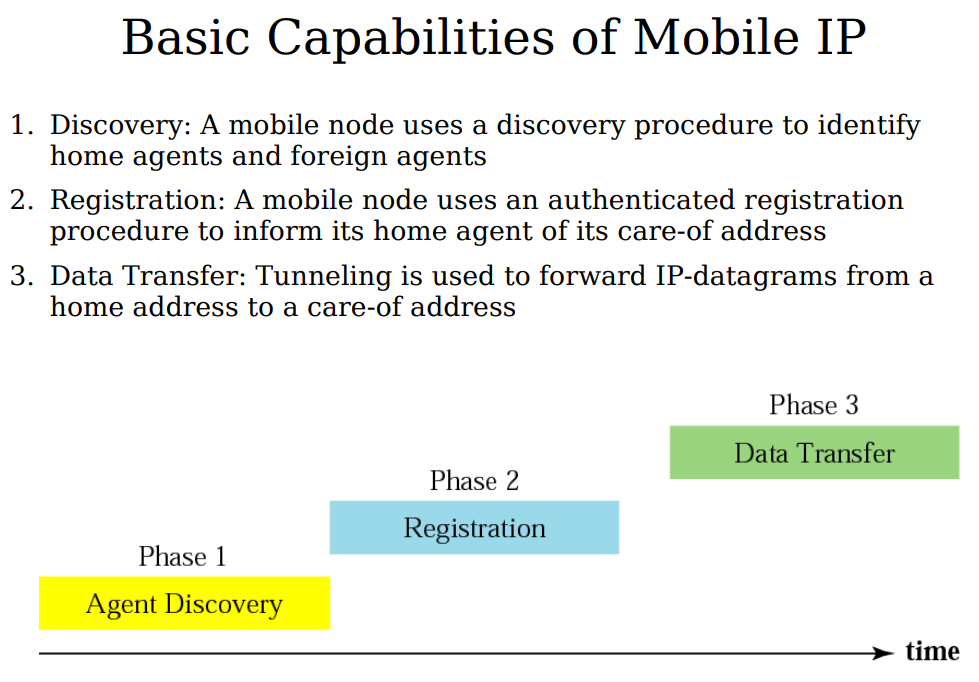 Basic Capabilities of Mobile IP
1. Discovery: A mobile node uses a discovery procedure to identify
home agents and foreign agents
2. Registration: A mobile node uses an authenticated registration
procedure to inform its home agent of its care-of address
3. Data Transfer: Tunneling is used to forward IP-datagrams from a
home address to a care-of address
Phase 3
Data Transfer
Phase 2
Registration
Phase 1
Agent Discovery
time